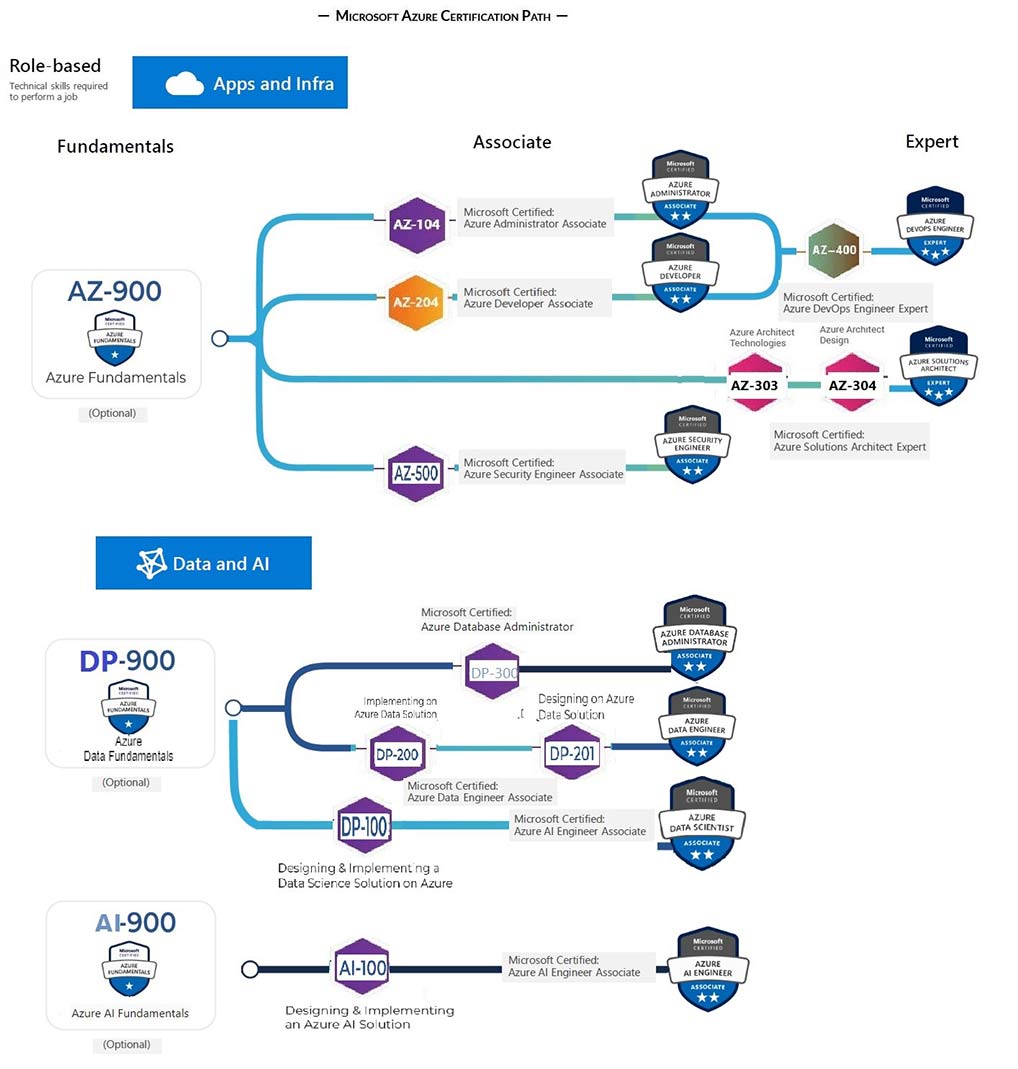 — Microsoft Azure Certification Path —
Role-based
Technical skills required
to perform a job
Apps and Infra
Fundamentals
Associate
Expert
AZ-900
Microsoft
CERTIFIED
AZURE
FUNDAMENTALS
Azure Fundamentals
(Optional)
AZ-104
Microsoft Certified:
Azure Administrator Associate
Microsoft
CERTIFIED
AZURE
ADMINISTRATOR
ASSOCIATE
AZ-204
Microsoft Certified:
Azure Developer Associate
Microsoft
CERTIFIED
AZURE
DEVELOPER
ASSOCIATE
AZ-400
Microsoft Certified:
Azure DevOps Engineer Expert
Microsoft
CERTIFIED
AZURE
DEVOPS ENGINEER
EXPERT
Azure Architect
Technologies
AZ-303
Azure Architect
Design
AZ-304
Microsoft Certified:
Azure Solutions Architect Expert
Microsoft
CERTIFIED
AZURE SOLUTIONS
ARCHITECT
EXPERT
AZ-500
Microsoft Certified:
Azure Security Engineer Associate
Microsoft
CERTIFIED
AZURE SECURITY
ENGINEER
ASSOCIATE
Data and AI
DP-900
Microsoft
CERTIFIED
AZURE
FUNDAMENTALS
Azure
Data Fundamentals
(Optional)
Microsoft Certified:
Azure Database Administrator
DP-300
Microsoft
CERTIFIED
AZURE DATABASE
ADMINISTRATOR
ASSOCIATE
Implementing on
Azure Data Solution
DP-200
Designing on Azure
Data Solution
DP-201
Microsoft Certified:
Azure Data Engineer Associate
Microsoft
CERTIFIED
AZURE
DATA ENGINEER
ASSOCIATE
DP-100
Designing & Implementing a
Data Science Solution on Azure
Microsoft Certified:
Azure AI Engineer Associate
Microsoft
CERTIFIED
AZURE
DATA SCIENTIST
ASSOCIATE
AI-900
Microsoft
CERTIFIED
AZURE
FUNDAMENTALS
Azure AI Fundamentals
(Optional)
AI-100
Designing & Implementing
an Azure AI Solution
Microsoft Certified:
Azure AI Engineer Associate
Microsoft
CERTIFIED
AZURE
AI ENGINEER
ASSOCIATE